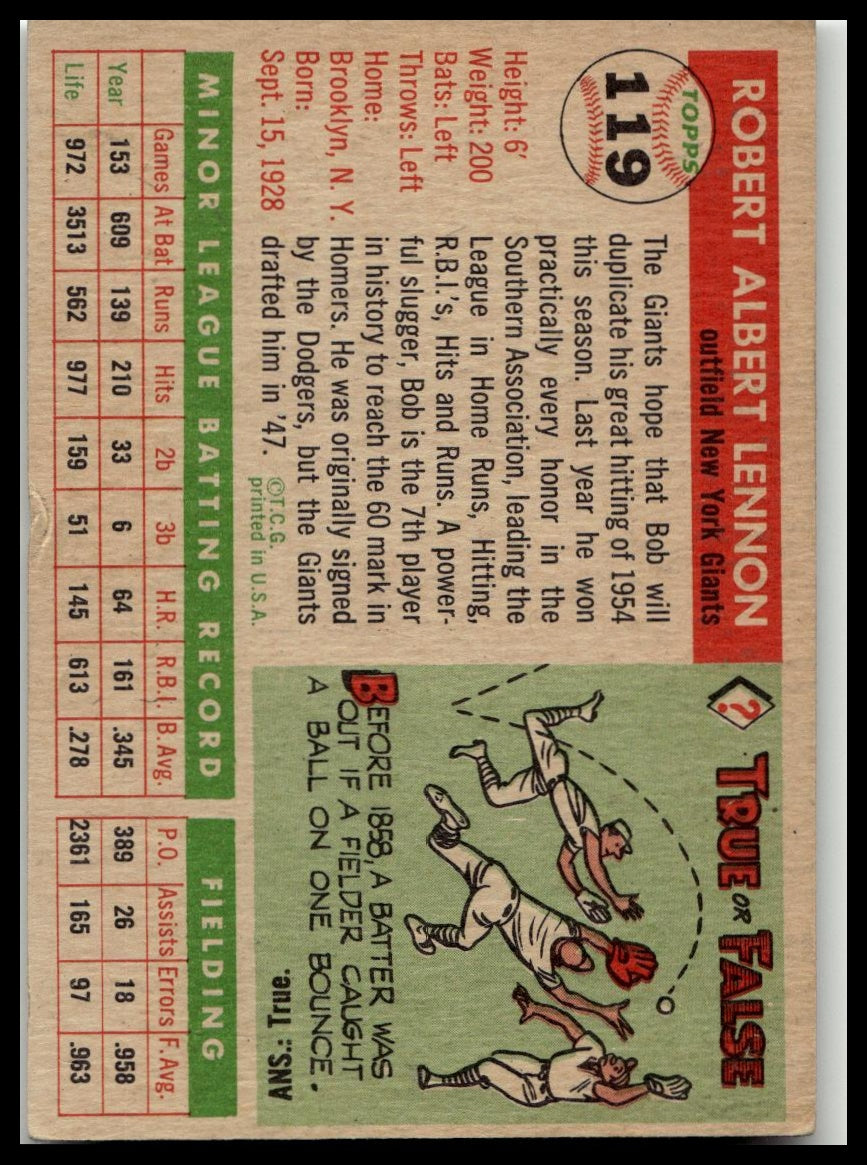 TOPPS
119
ROBERT ALBERT LENNON
outfield New York Giants
Height: 6'
Weight: 200
Bats: Left
Throws: Left
Home:
Brooklyn, N. Y.
Born:
Sept. 15, 1928
The Giants hope that Bob will
duplicate his great hitting of 1954
this season. Last year he won
practically every honor in the
Southern Association, leading the
League in Home Runs, Hitting,
R.B.I.'s, Hits and Runs. A power-
ful slugger, Bob is the 7th player
in history to reach the 60 mark in
Homers. He was originally signed
by the Dodgers, but the Giants
drafted him in '47.
©T.C.G.
printed in U.S.A.
?
TRUE OR FALSE
BEFORE 1858, A BATTER WAS
OUT IF A FIELDER CAUGHT
A BALL ON ONE BOUNCE.
ANS.: True.
MINOR LEAGUE BATTING RECORD FIELDING
Games At Bat Runs Hits 2b 3b H.R. R.B.I. B. Avg. P.O. Assists Errors F. Avg.
Year 153 609 139 210 33 6 64 161 .345 389 26 18 .958
Life 972 3513 562 977 159 51 145 613 .278 2361 165 97 .963